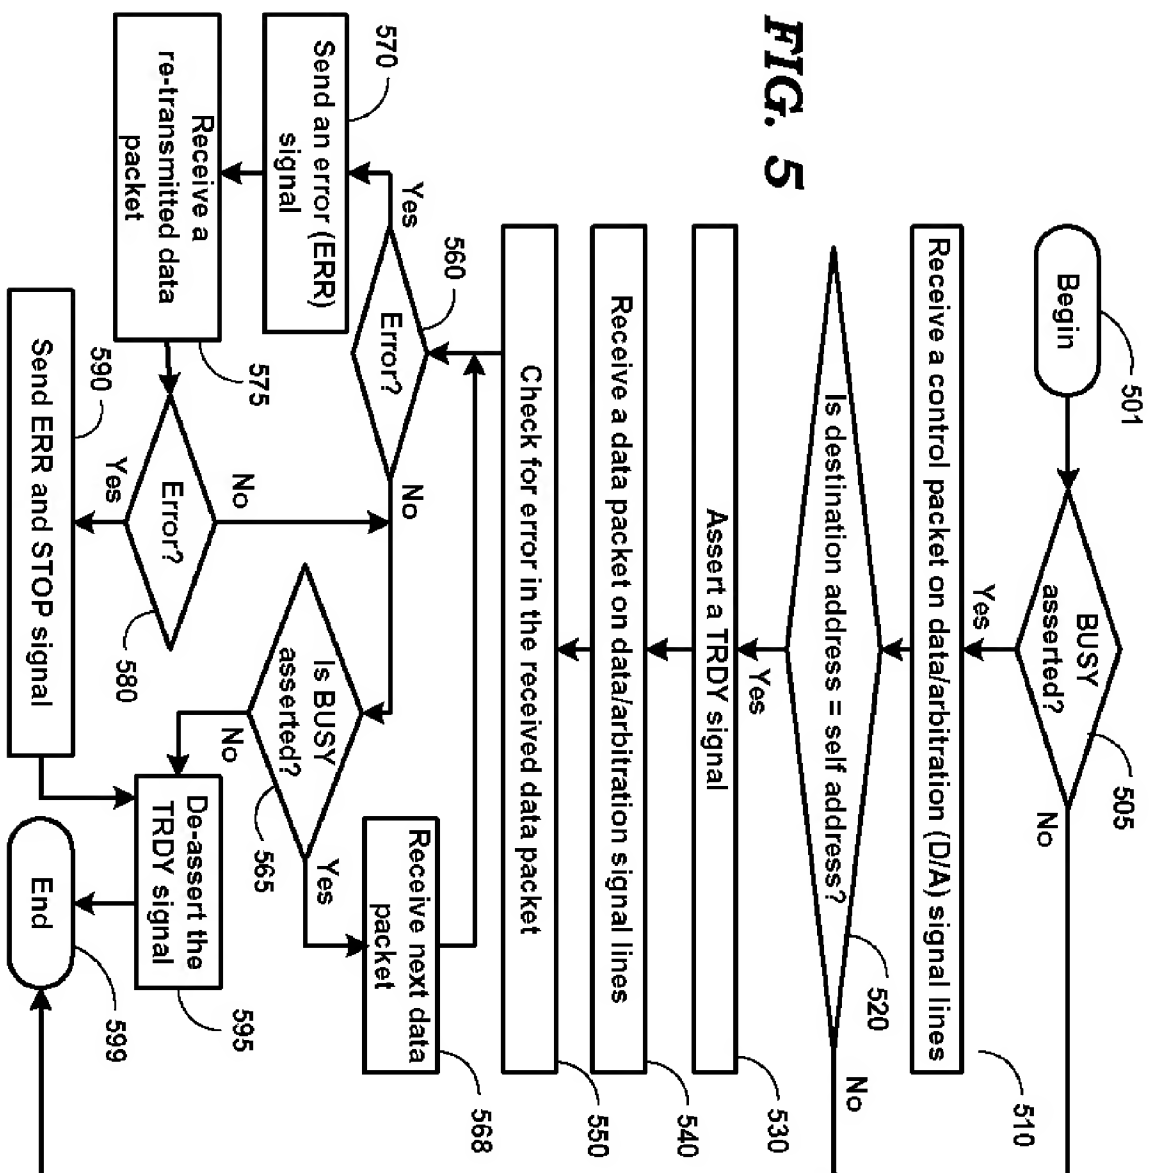 Begin
501
BUSY
asserted?
505
Yes
No
Receive a control packet on data/arbitration (D/A) signal lines
510
Is destination address = self address?
520
Yes
No
Assert a TRDY signal
530
Receive a data packet on data/arbitration signal lines
540
Check for error in the received data packet
550
Error?
560
Yes
No
Receive next data
packet
568
Is BUSY
asserted?
565
Yes
No
Send an error (ERR)
signal
570
Receive a
re-transmitted data
packet
575
Error?
580
No
Yes
De-assert the
TRDY signal
595
Send ERR and STOP signal
590
End
599
FIG. 5